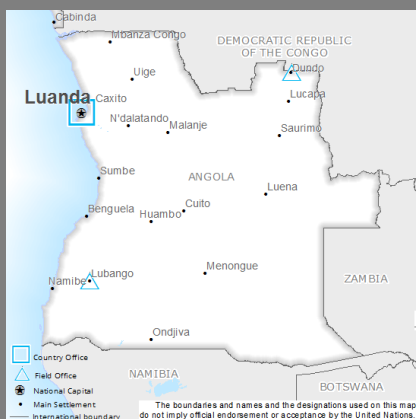 Cabinda
Mbanza Congo
DEMOCRATIC REPUBLIC
OF THE CONGO
Uige
Dundo
Luanda
Caxito
Lucapa
N'dalatando
Malanje
Saurimo
Sumbe
ANGOLA
Luena
Benguela
Huambo
Cuito
Lubango
Menongue
Namibe
ZAMBIA
Ondjiva
Country Office
Field Office
National Capital
Main Settlement
International boundary
NAMIBIA
BOTSWANA
The boundaries and names and the designations used on this map
do not imply official endorsement or acceptance by the United Nations